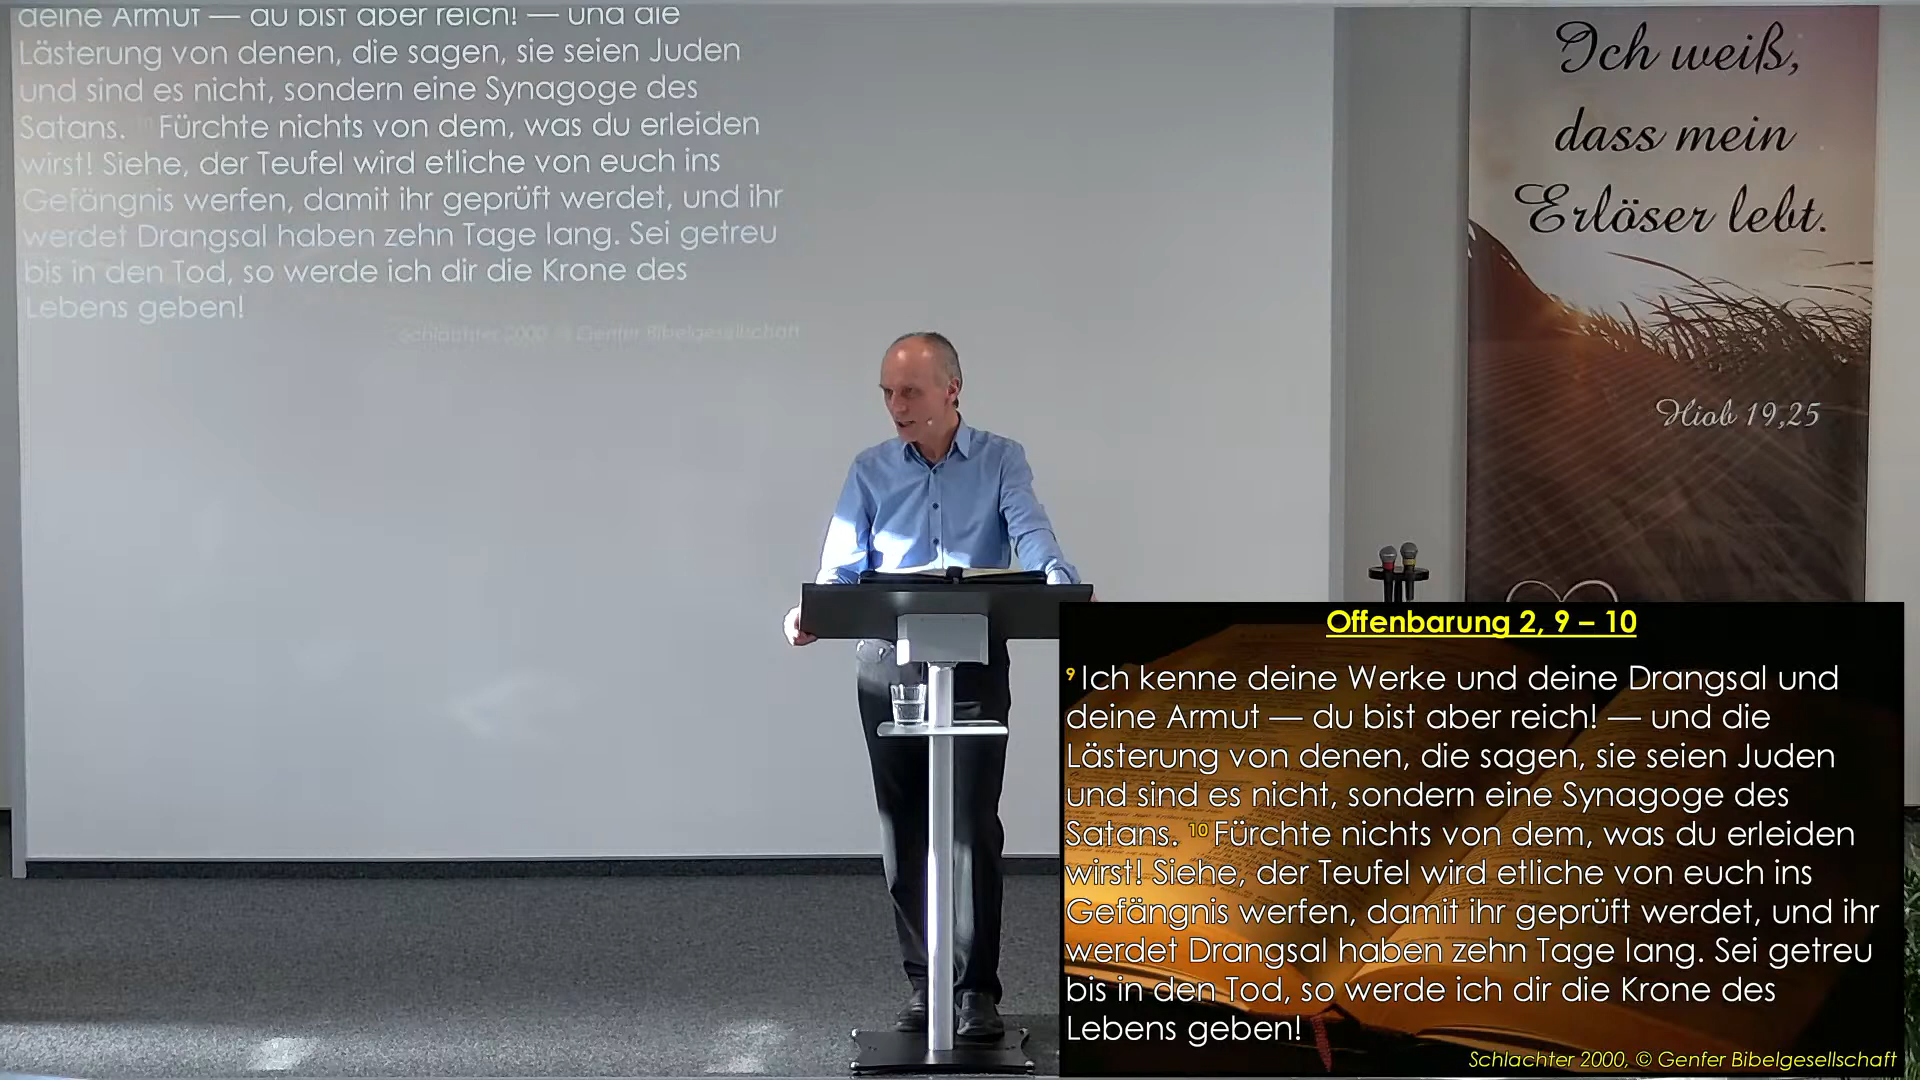 deine Armut — du bist aber reich! — und die
Lästerung von denen, die sagen, sie seien Juden
und sind es nicht, sondern eine Synagoge des
Satans. Fürchte nichts von dem, was du erleiden
wirst! Siehe, der Teufel wird etliche von euch ins
Gefängnis werfen, damit ihr geprüft werdet, und ihr
werdet Drangsal haben zehn Tage lang. Sei getreu
bis in den Tod, so werde ich dir die Krone des
Lebens geben!
Schlachter 2000, © Genfer Bibelgesellschaft
Ich weiß,
dass mein
Erlöser lebt.
Hiob 19,25
Offenbarung 2, 9 – 10
9 Ich kenne deine Werke und deine Drangsal und
deine Armut — du bist aber reich! — und die
Lästerung von denen, die sagen, sie seien Juden
und sind es nicht, sondern eine Synagoge des
Satans. 10 Fürchte nichts von dem, was du erleiden
wirst! Siehe, der Teufel wird etliche von euch ins
Gefängnis werfen, damit ihr geprüft werdet, und ihr
werdet Drangsal haben zehn Tage lang. Sei getreu
bis in den Tod, so werde ich dir die Krone des
Lebens geben!
Schlachter 2000, © Genfer Bibelgesellschaft